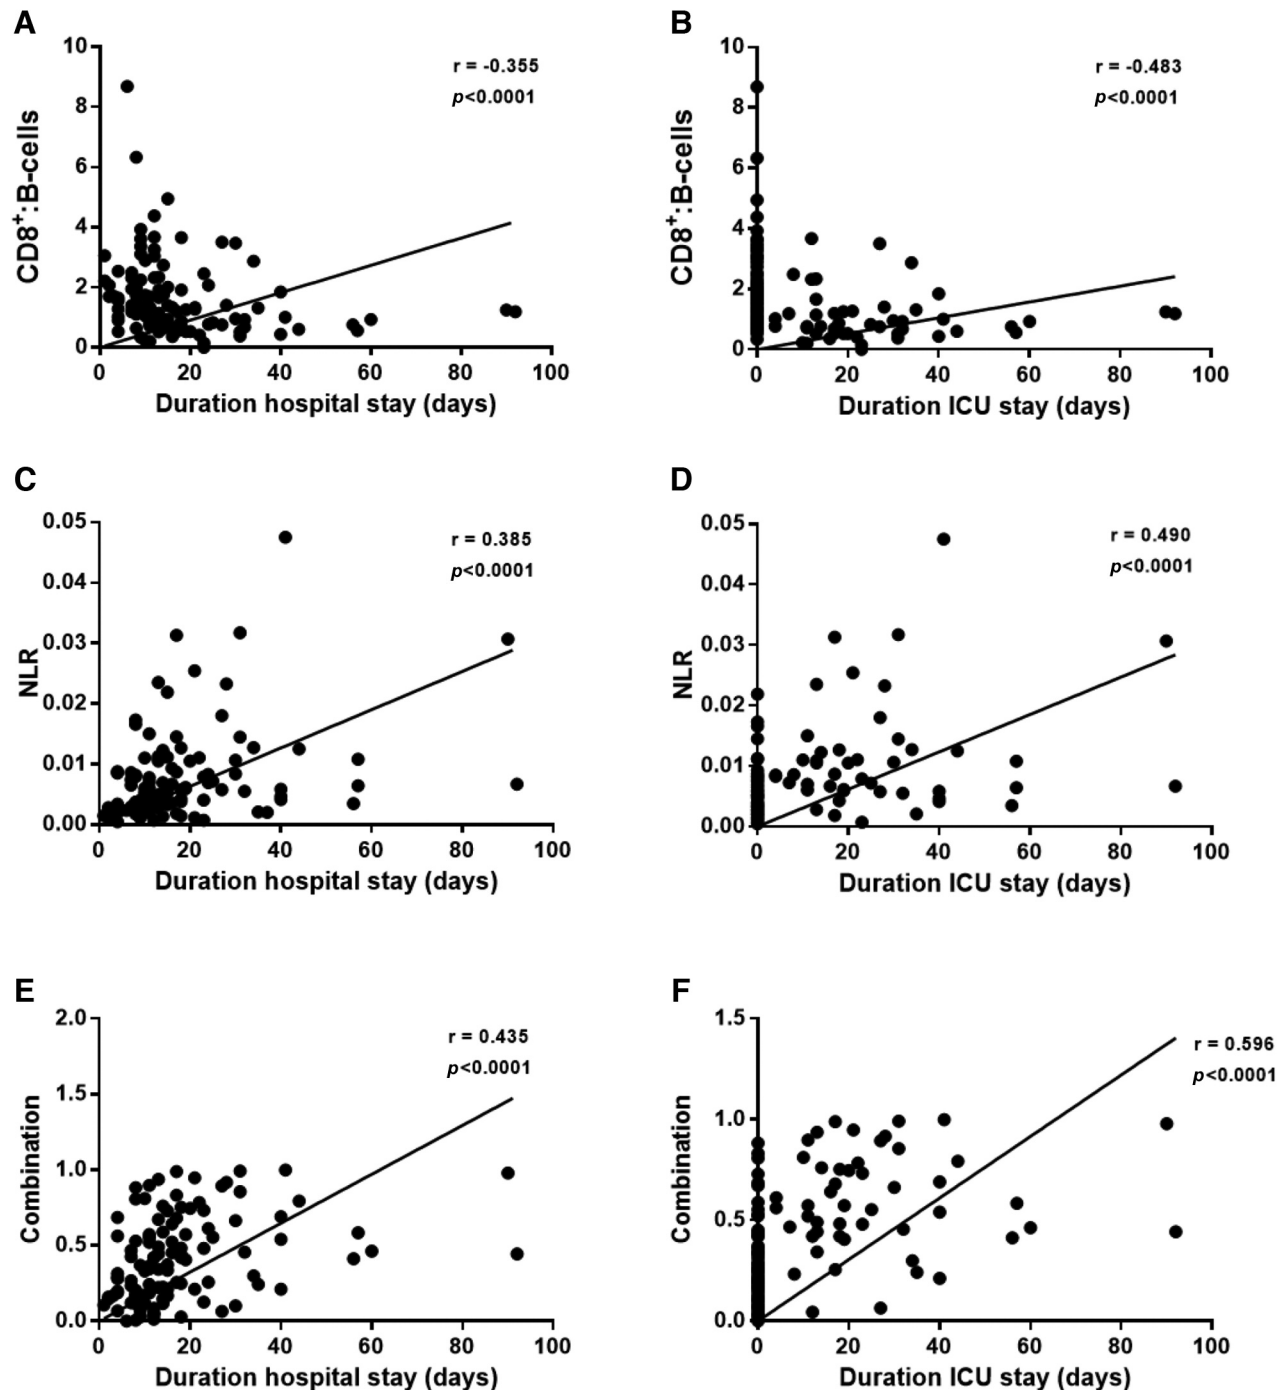 A
10
8
6
4
2
0
CD8⁺:B-cells
r = -0.355
p<0.0001
0 20 40 60 80 100
Duration hospital stay (days)
B
10
8
6
4
2
0
CD8⁺:B-cells
r = -0.483
p<0.0001
0 20 40 60 80 100
Duration ICU stay (days)
C
0.05
0.04
0.03
0.02
0.01
0.00
NLR
r = 0.385
p<0.0001
0 20 40 60 80 100
Duration hospital stay (days)
D
0.05
0.04
0.03
0.02
0.01
0.00
NLR
r = 0.490
p<0.0001
0 20 40 60 80 100
Duration ICU stay (days)
E
2.0
1.5
1.0
0.5
0.0
Combination
r = 0.435
p<0.0001
0 20 40 60 80 100
Duration hospital stay (days)
F
1.5
1.0
0.5
0.0
Combination
r = 0.596
p<0.0001
0 20 40 60 80 100
Duration ICU stay (days)